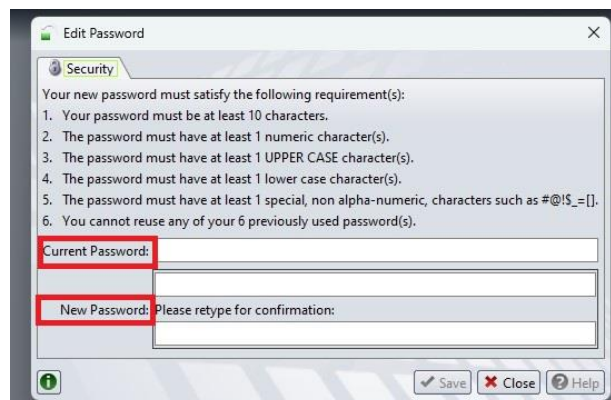 Edit Password
Security
Your new password must satisfy the following requirement(s):
1. Your password must be at least 10 characters.
2. The password must have at least 1 numeric character(s).
3. The password must have at least 1 UPPER CASE character(s).
4. The password must have at least 1 lower case character(s).
5. The password must have at least 1 special, non alpha-numeric, characters such as #@!$_=[].
6. You cannot reuse any of your 6 previously used password(s).
Current Password:
New Password: Please retype for confirmation:
Save Close Help